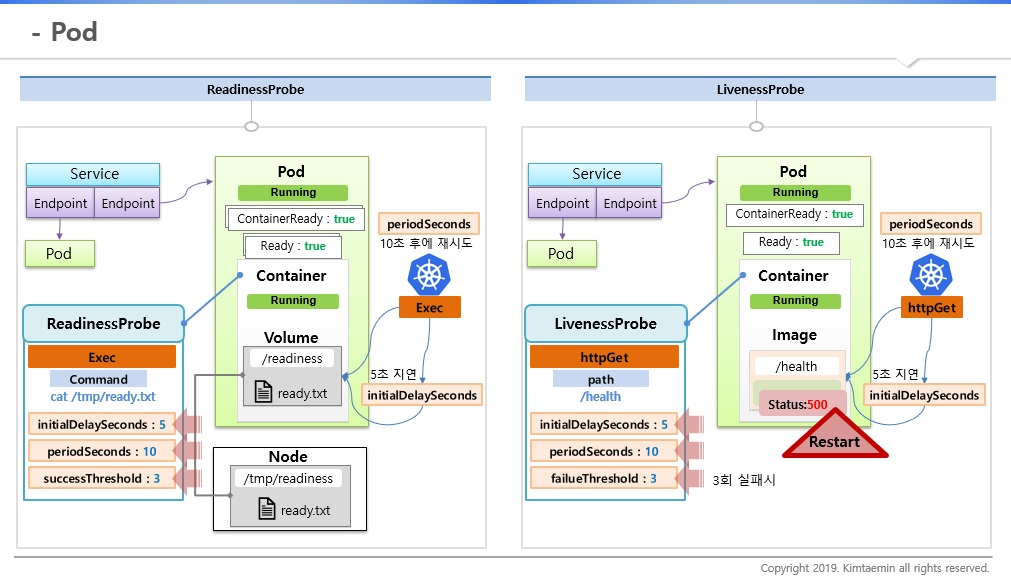 - Pod
ReadinessProbe
Service
Endpoint Endpoint
Pod
Pod
Running
ContainerReady : true
Ready : true
Container
Running
Volume
/readiness
ready.txt
periodSeconds
10초 후에 재시도
Exec
5초 지연
initialDelaySeconds
ReadinessProbe
Exec
Command
cat /tmp/ready.txt
initialDelaySeconds : 5
periodSeconds : 10
successThreshold : 3
Node
/tmp/readiness
ready.txt
LivenessProbe
Service
Endpoint Endpoint
Pod
Pod
Running
ContainerReady : true
Ready : true
Container
Running
Image
/health
Status:500
Restart
periodSeconds
10초 후에 재시도
httpGet
5초 지연
initialDelaySeconds
LivenessProbe
httpGet
path
/health
initialDelaySeconds : 5
periodSeconds : 10
failueThreshold : 3
3회 실패시
Copyright 2019. Kimtaemin all rights reserved.